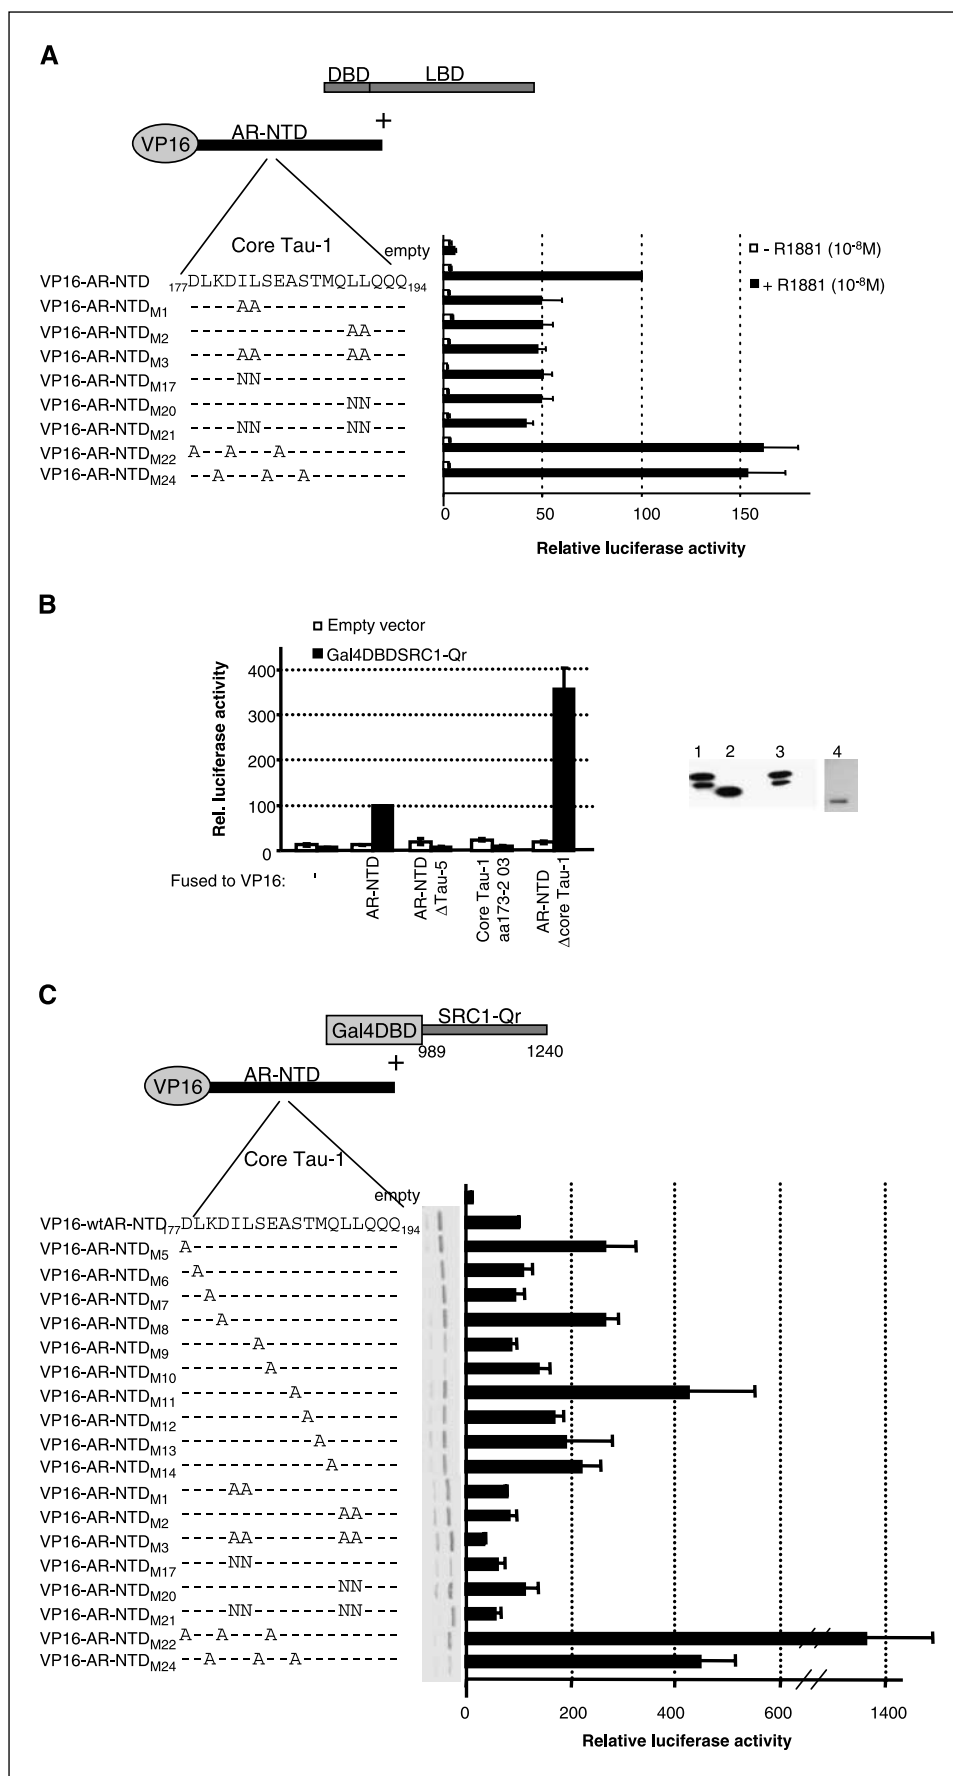 A
DBD LBD
+
VP16 AR-NTD
Core Tau-1
empty
VP16-AR-NTD 177DLKDILSEASTMQLLQQQ194
VP16-AR-NTDM1 ----AA------------
VP16-AR-NTDM2 -------------AA---
VP16-AR-NTDM3 ----AA-------AA---
VP16-AR-NTDM17 ----NN------------
VP16-AR-NTDM20 -------------NN---
VP16-AR-NTDM21 ----NN-------NN---
VP16-AR-NTDM22 A--A---A----------
VP16-AR-NTDM24 --A---A--A--------
- R1881 (10-8M)
+ R1881 (10-8M)
0 50 100 150
Relative luciferase activity
B
Empty vector
Gal4DBDSRC1-Qr
Rel. luciferase activity
400
300
200
100
0
Fused to VP16:
-
AR-NTD
AR-NTD
ΔTau-5
Core Tau-1
aa173-2 03
AR-NTD
Δcore Tau-1
1 2 3 4
C
SRC1-Qr
Gal4DBD
989 1240
+
VP16 AR-NTD
Core Tau-1
empty
VP16-wtAR-NTD 177DLKDILSEASTMQLLQQQ194
VP16-AR-NTDM5 A-----------------
VP16-AR-NTDM6 -A----------------
VP16-AR-NTDM7 --A---------------
VP16-AR-NTDM8 ---A--------------
VP16-AR-NTDM9 ------A-----------
VP16-AR-NTDM10 -------A----------
VP16-AR-NTDM11 ---------A--------
VP16-AR-NTDM12 ----------A-------
VP16-AR-NTDM13 -----------A------
VP16-AR-NTDM14 ------------A-----
VP16-AR-NTDM1 ----AA------------
VP16-AR-NTDM2 -------------AA---
VP16-AR-NTDM3 ----AA-------AA---
VP16-AR-NTDM17 ----NN------------
VP16-AR-NTDM20 -------------NN---
VP16-AR-NTDM21 ----NN-------NN---
VP16-AR-NTDM22 A--A---A----------
VP16-AR-NTDM24 --A---A--A--------
0 200 400 600 1400
Relative luciferase activity